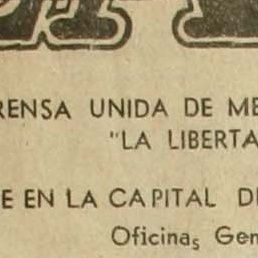 RENSA UNIDA DE ME
"LA LIBERTA
E EN LA CAPITAL D
Oficinas Gen